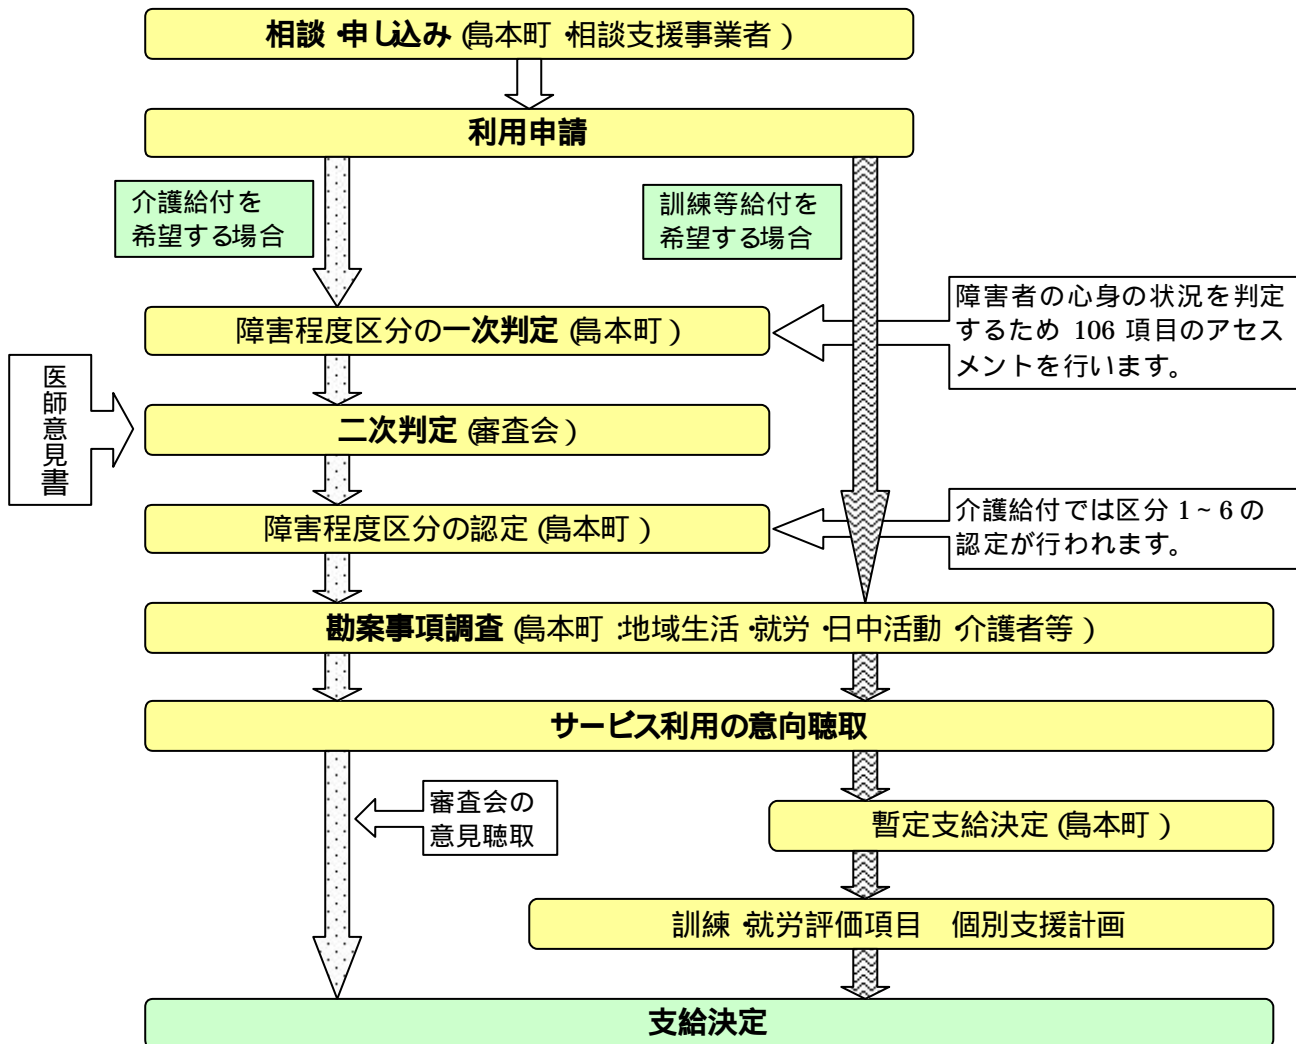 相談・申し込み（島本町・相談支援事業者）
利用申請
介護給付を
希望する場合
訓練等給付を
希望する場合
障害程度区分の一次判定（島本町）
障害者の心身の状況を判定
するため 106 項目のアセス
メントを行います。
医師意見書
二次判定（審査会）
障害程度区分の認定（島本町）
介護給付では区分 1～6 の
認定が行われます。
勘案事項調査（島本町：地域生活・就労・日中活動・介護者等）
サービス利用の意向聴取
審査会の
意見聴取
暫定支給決定（島本町）
訓練・就労評価項目　個別支援計画
支給決定